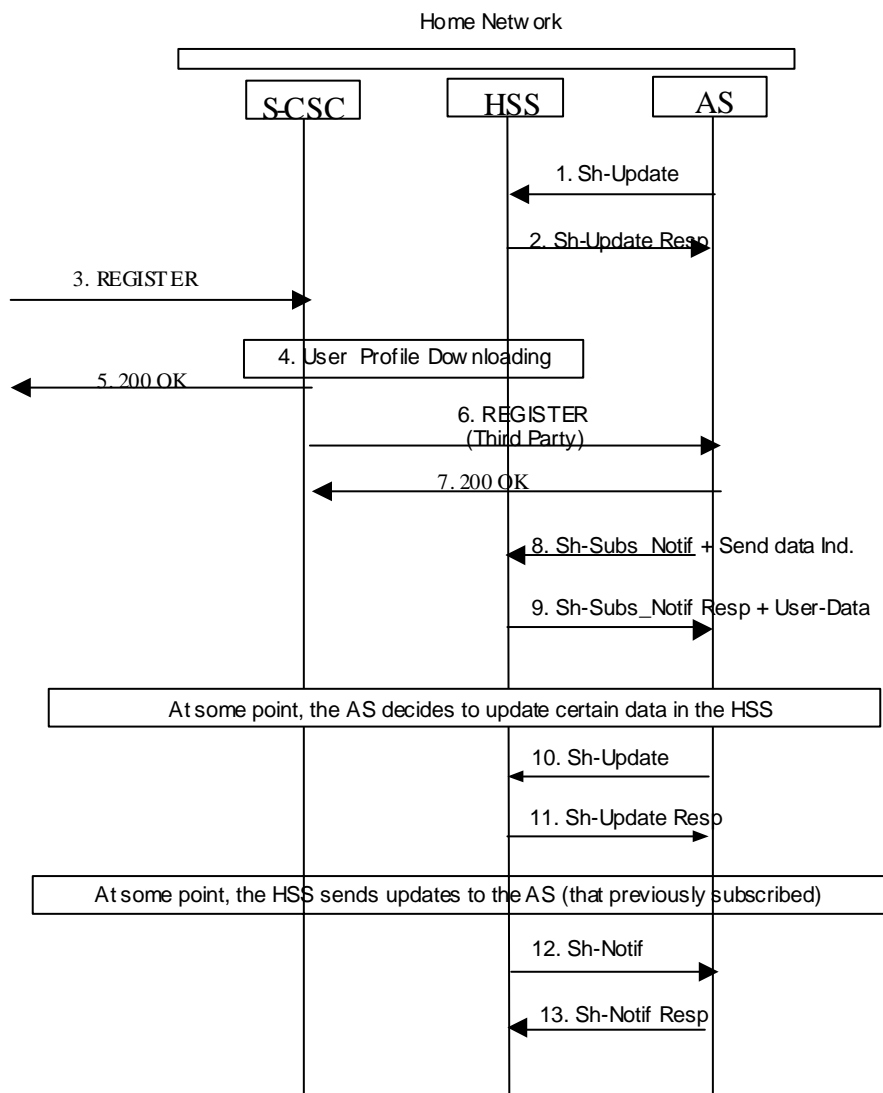 Home Network
S-CSC
HSS
AS
1. Sh-Update
2. Sh-Update Resp
3. REGISTER
4. User Profile Downloading
5. 200 OK
6. REGISTER
(Third Party)
7. 200 OK
8. Sh-Subs_Notif + Send data Ind.
9. Sh-Subs_Notif Resp + User-Data
At some point, the AS decides to update certain data in the HSS
10. Sh-Update
11. Sh-Update Resp
At some point, the HSS sends updates to the AS (that previously subscribed)
12. Sh-Notif
13. Sh-Notif Resp